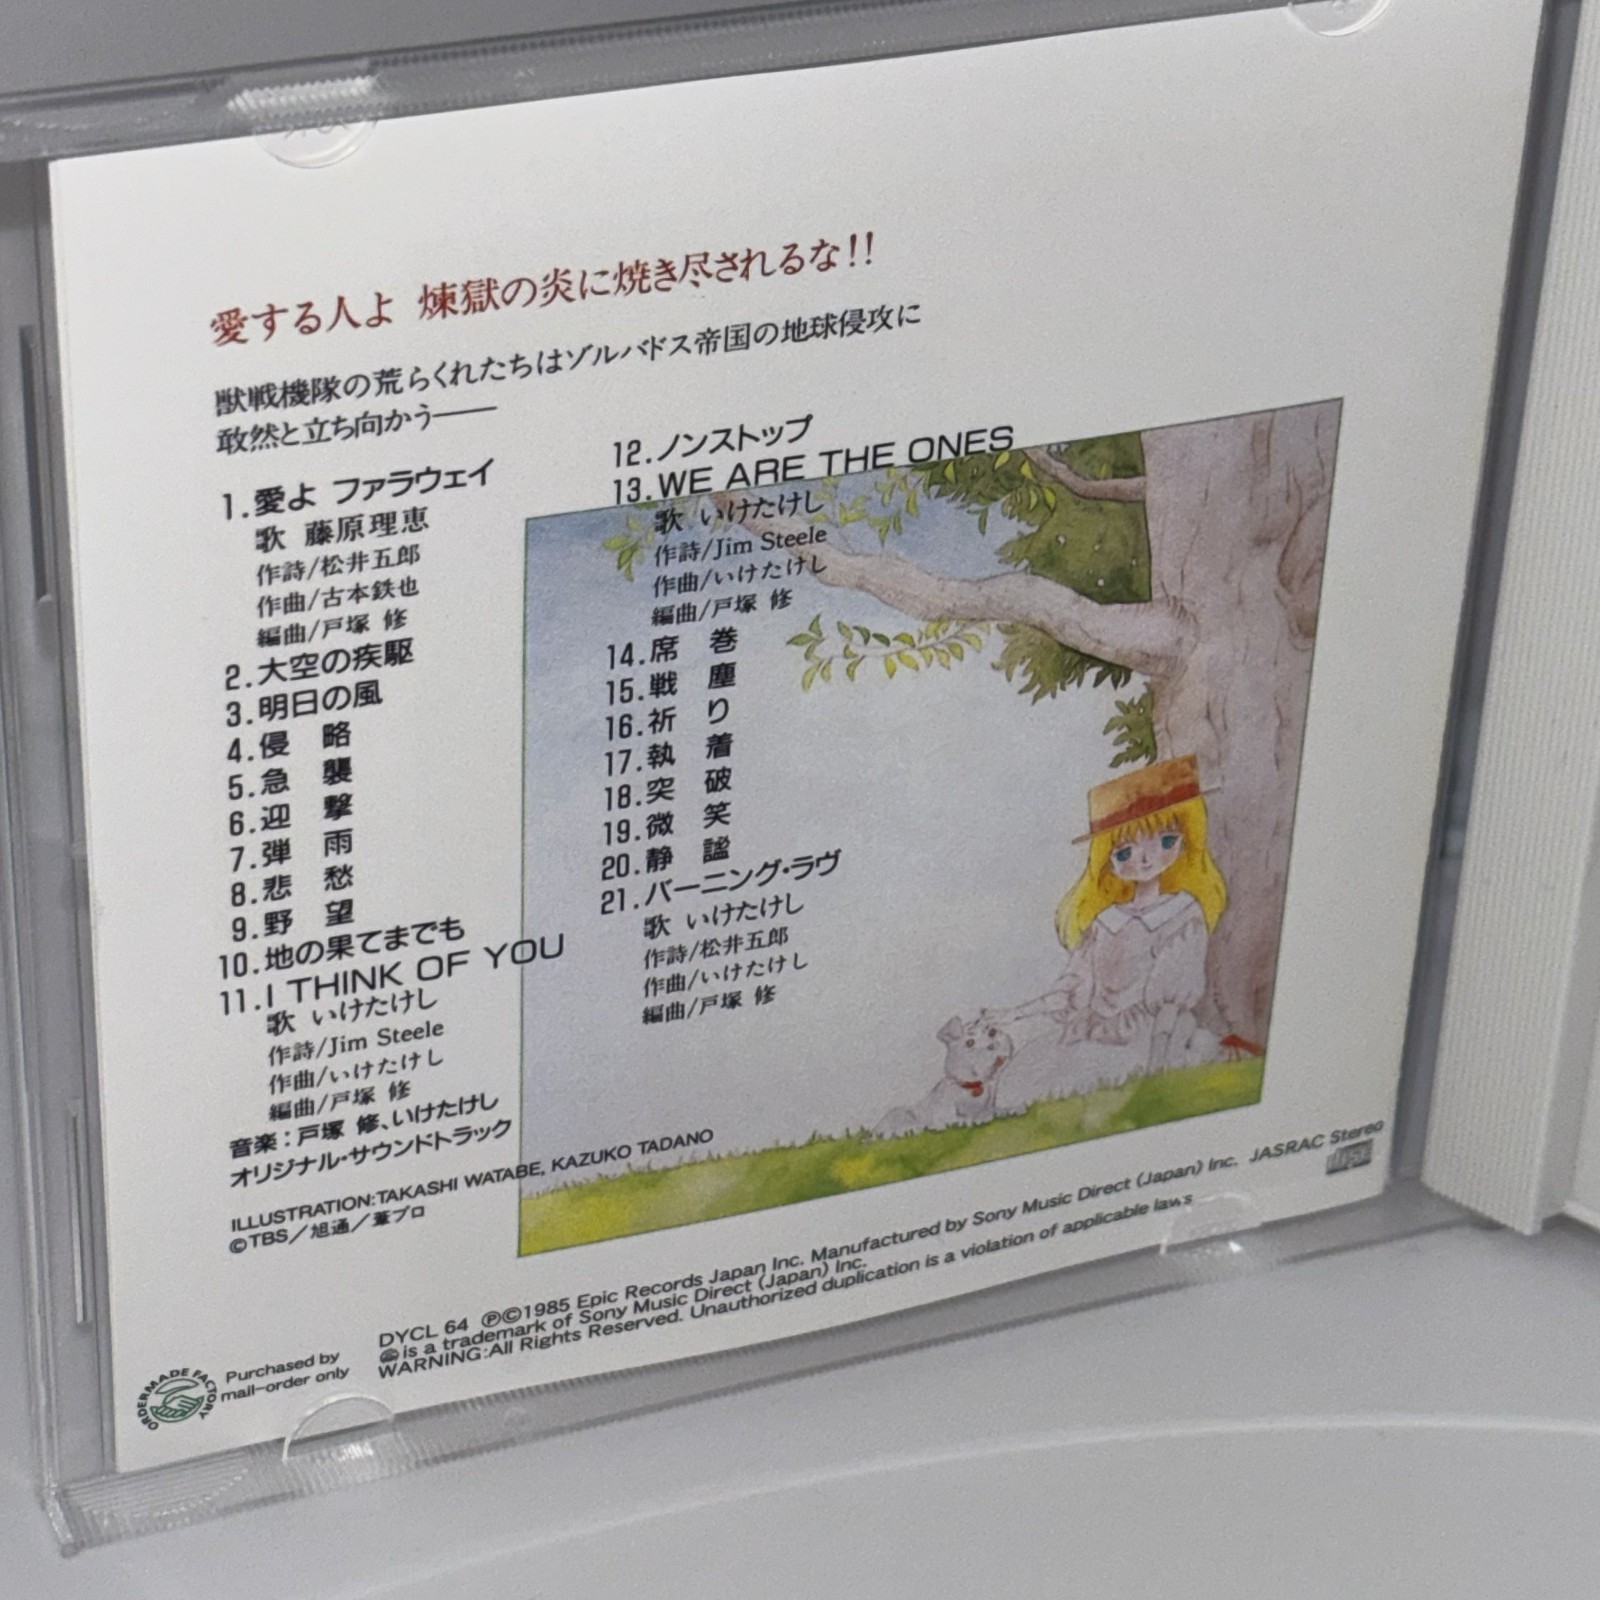 愛する人よ 煉獄の炎に焼き尽されるな!!
獣戦機隊の荒らくれたちはゾルバドス帝国の地球侵攻に
敢然と立ち向かう――
1.愛よ ファラウェイ
歌 藤原理恵
作詩/松井五郎
作曲/古本鉄也
編曲/戸塚 修
2.大空の疾駆
3.明日の風
4.侵 略
5.急 襲
6.迎 撃
7.弾 雨
8.悲 愁
9.野 望
10.地の果てまでも
11.I THINK OF YOU
歌 いけたけし
作詩/Jim Steele
作曲/いけたけし
編曲/戸塚 修
音楽:戸塚 修、いけたけし
オリジナル・サウンドトラック
12.ノンストップ
13.WE ARE THE ONES
歌 いけたけし
作詩/Jim Steele
作曲/いけたけし
編曲/戸塚 修
14.席 巻
15.戦 塵
16.祈 り
17.執 着
18.突 破
19.微 笑
20.静 謐
21.バーニング・ラヴ
歌 いけたけし
作詩/松井五郎
作曲/いけたけし
編曲/戸塚 修
ILLUSTRATION:TAKASHI WATABE, KAZUKO TADANO
©TBS/旭通/葦プロ
DYCL 64 ℗©1985 Epic Records Japan Inc. Manufactured by Sony Music Direct (Japan) Inc. JASRAC Stereo
is a trademark of Sony Music Direct (Japan) Inc.
WARNING:All Rights Reserved. Unauthorized duplication is a violation of applicable laws
ORDERMADE FACTORY
Purchased by
mail-order only